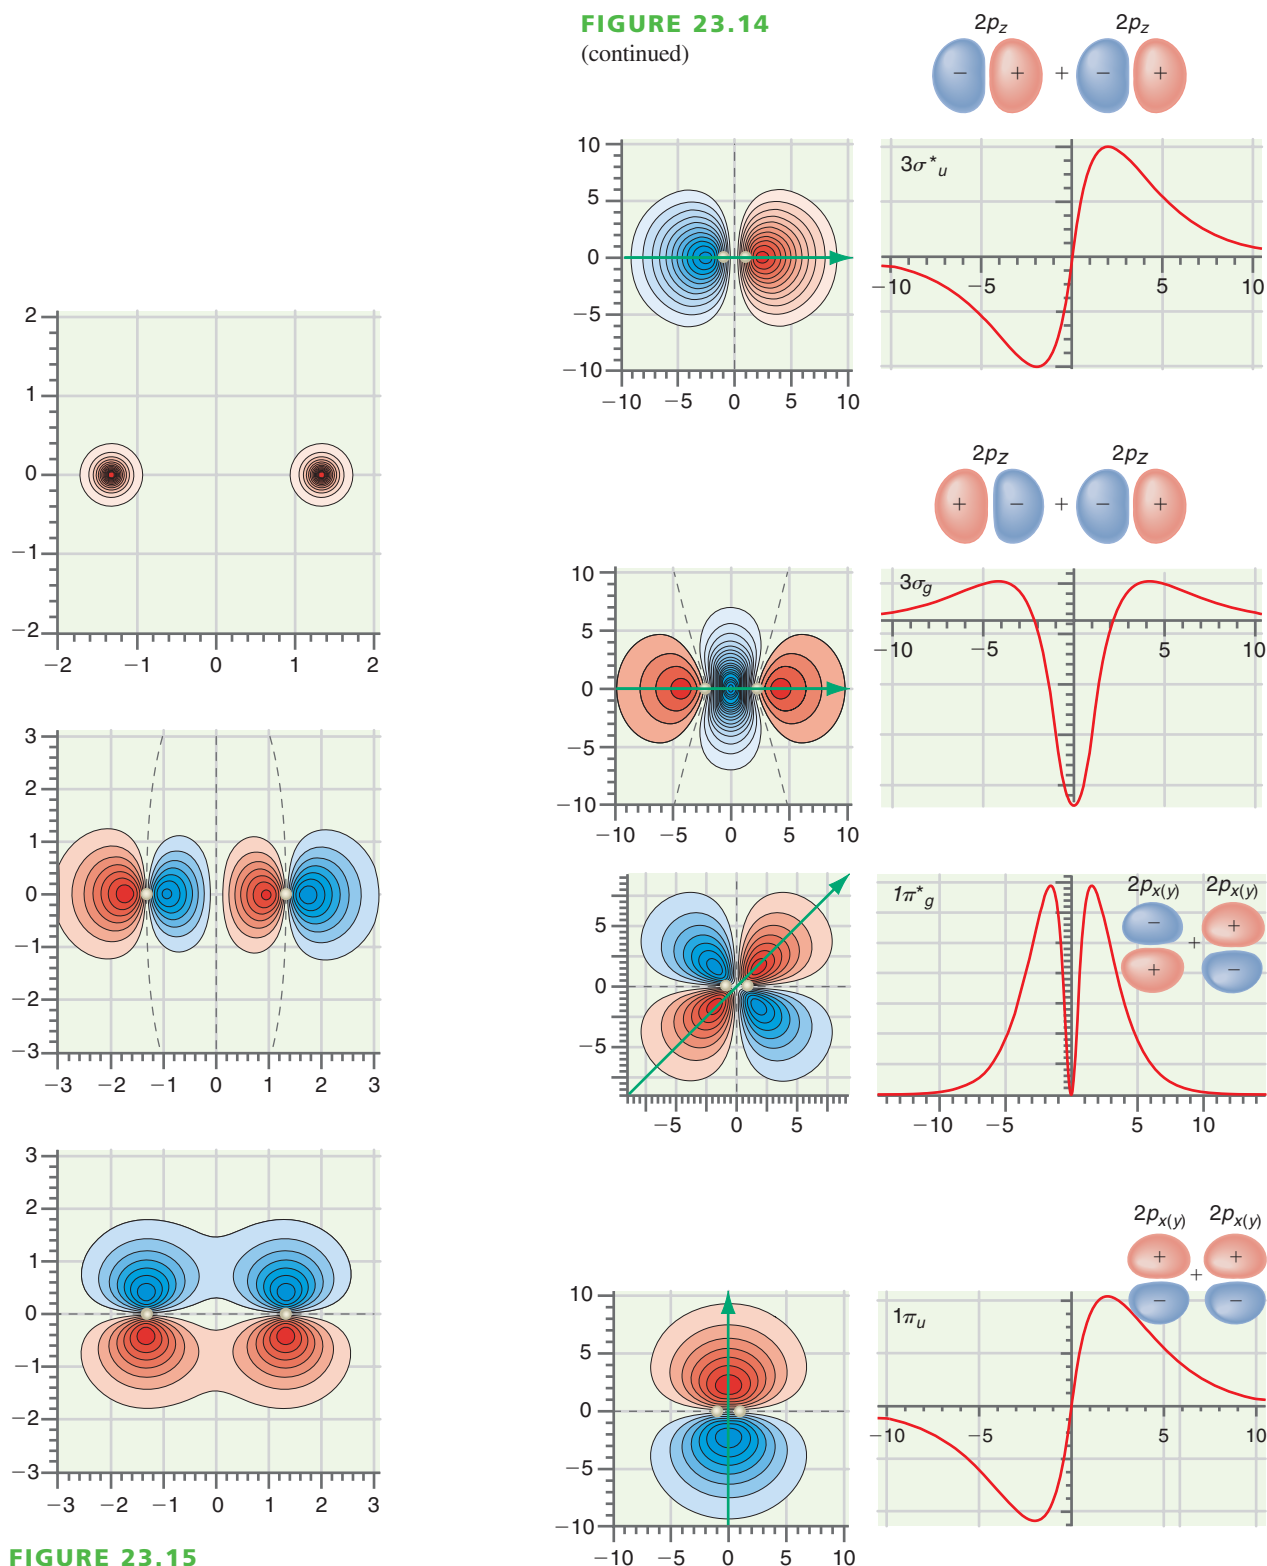 FIGURE 23.14
(continued)
2pz 2pz
− + + − +
10
5
0
−5
−10
−10 −5 0 5 10
3σ*u
−10 −5 5 10
2
1
0
−1
−2
−2 −1 0 1 2
2pz 2pz
+ − + − +
10
5
0
−5
−10
−10 −5 0 5 10
3σg
−10 −5 5 10
3
2
1
0
−1
−2
−3
−3 −2 −1 0 1 2 3
5
0
−5
−5 0 5
1π*g
2px(y) 2px(y)
− +
+
+ −
−10 −5 5 10
3
2
1
0
−1
−2
−3
−3 −2 −1 0 1 2 3
2px(y) 2px(y)
+ +
+
− −
10
5
0
−5
−10
−10 −5 0 5 10
1πu
−10 −5 5 10
FIGURE 23.15